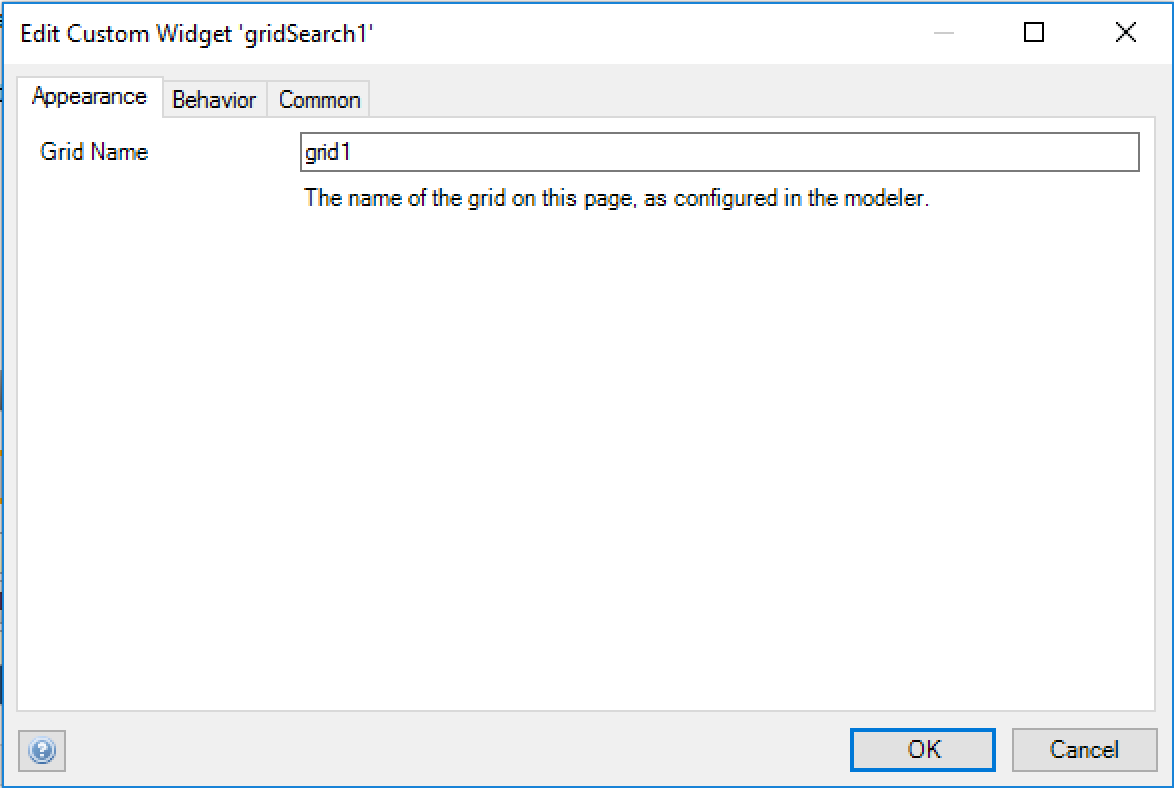 Edit Custom Widget 'gridSearch1'
Appearance Behavior Common
Grid Name grid1
The name of the grid on this page, as configured in the modeler.
OK Cancel